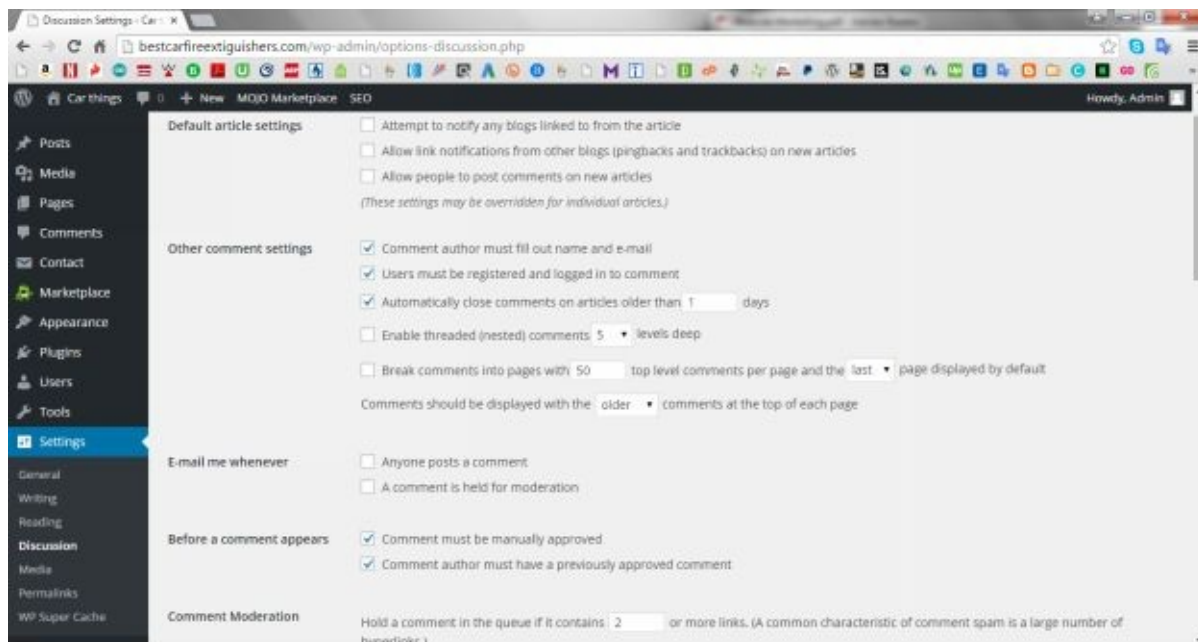 Discussion Settings ‹ Car
bestcarfireextiguishers.com/wp-admin/options-discussion.php
Car things 0 + New MOJO Marketplace SEO Howdy, Admin
Posts
Media
Pages
Comments
Contact
Marketplace
Appearance
Plugins
Users
Tools
Settings
General
Writing
Reading
Discussion
Media
Permalinks
WP Super Cache
Default article settings
Attempt to notify any blogs linked to from the article
Allow link notifications from other blogs (pingbacks and trackbacks) on new articles
Allow people to post comments on new articles
(These settings may be overridden for individual articles.)
Other comment settings
Comment author must fill out name and e-mail
Users must be registered and logged in to comment
Automatically close comments on articles older than 1 days
Enable threaded (nested) comments 5 levels deep
Break comments into pages with 50 top level comments per page and the last page displayed by default
Comments should be displayed with the older comments at the top of each page
E-mail me whenever
Anyone posts a comment
A comment is held for moderation
Before a comment appears
Comment must be manually approved
Comment author must have a previously approved comment
Comment Moderation
Hold a comment in the queue if it contains 2 or more links. (A common characteristic of comment spam is a large number of
hyperlinks.)